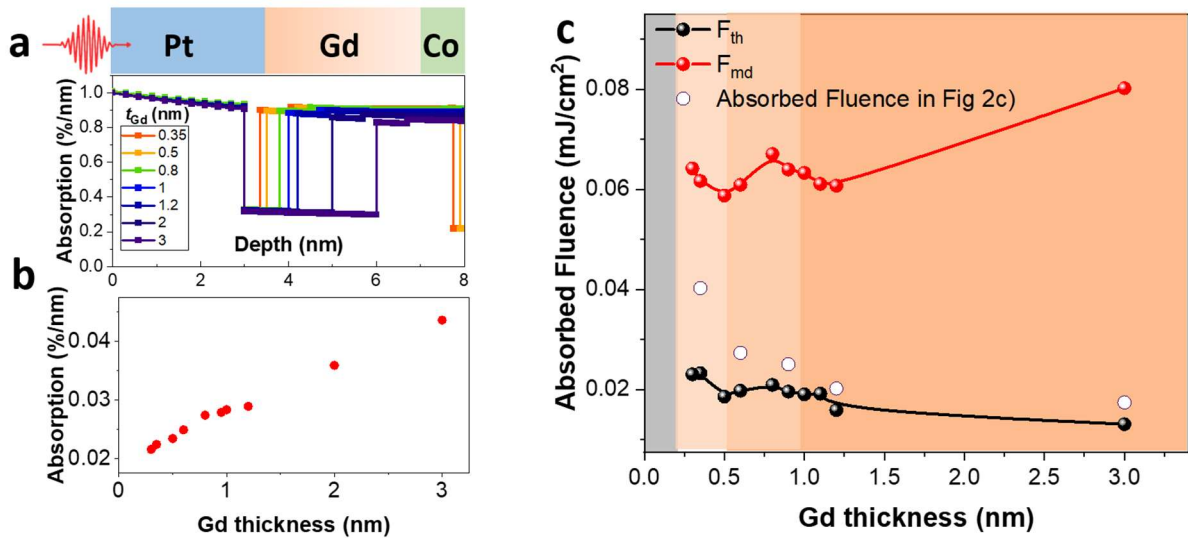 a
Pt
Gd
Co
Absorption (%/nm)
1.0
0.8
0.6
0.4
0.2
0.0
t_Gd (nm)
0.35
0.5
0.8
1
1.2
2
3
Depth (nm)
0
2
4
6
8
b
Absorption (%/nm)
0.04
0.03
0.02
0
1
2
3
Gd thickness (nm)
c
F_th
F_md
Absorbed Fluence in Fig 2c)
Absorbed Fluence (mJ/cm²)
0.08
0.06
0.04
0.02
0.0
0.5
1.0
1.5
2.0
2.5
3.0
Gd thickness (nm)